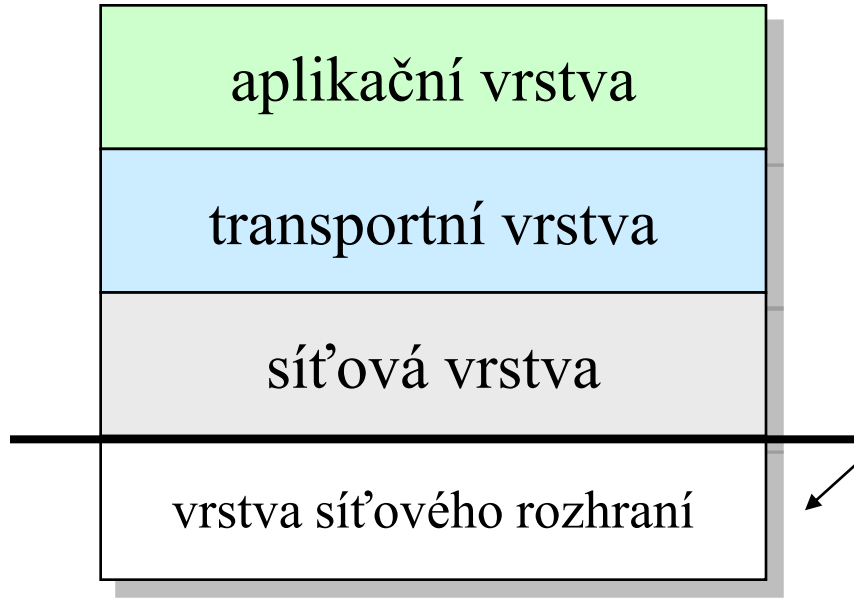 aplikační vrstva
transportní vrstva
síťová vrstva
vrstva síťového rozhraní